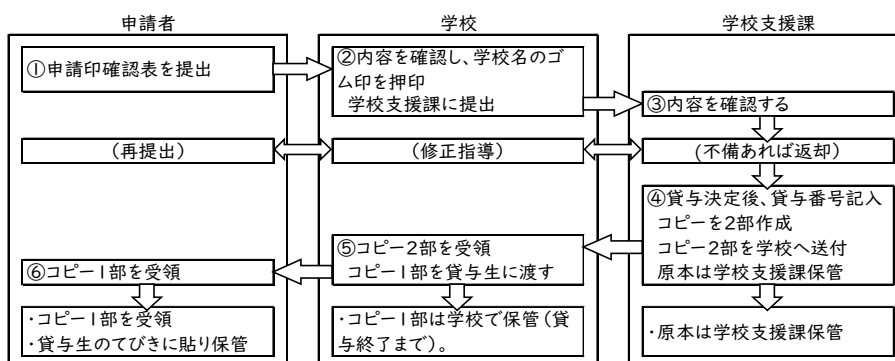 申請者
学校
学校支援課
①申請印確認表を提出
②内容を確認し、学校名のゴ
ム印を押印
学校支援課に提出
③内容を確認する
(再提出)
(修正指導)
(不備あれば返却)
④貸与決定後、貸与番号記入
コピーを2部作成
コピー2部を学校へ送付
原本は学校支援課保管
⑤コピー2部を受領
コピー1部を貸与生に渡す
⑥コピー1部を受領
・コピー1部を受領
・貸与生のてびきに貼り保管
・コピー1部は学校で保管(貸
与終了まで)。
・原本は学校支援課保管